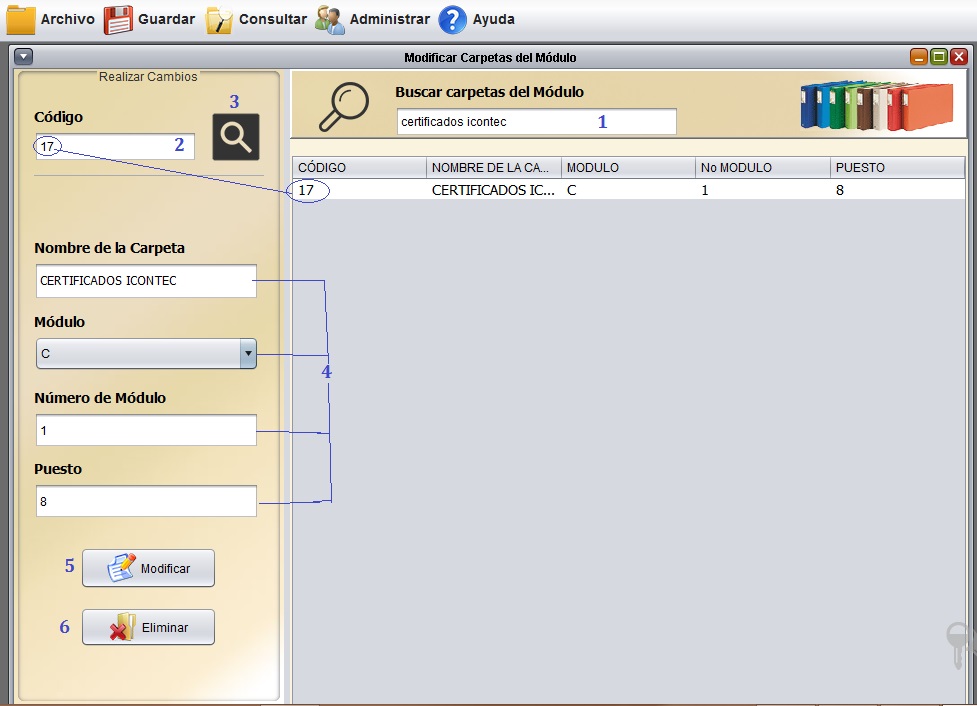 Archivo Guardar Consultar Administrar ? Ayuda
Modificar Carpetas del Módulo
Realizar Cambios
Código
3
17 2
Nombre de la Carpeta
CERTIFICADOS ICONTEC
Módulo
C
4
Número de Módulo
1
Puesto
8
5 Modificar
6 Eliminar
Buscar carpetas del Módulo
certificados icontec 1
CÓDIGO NOMBRE DE LA CA... MODULO No MODULO PUESTO
17 CERTIFICADOS IC... C 1 8